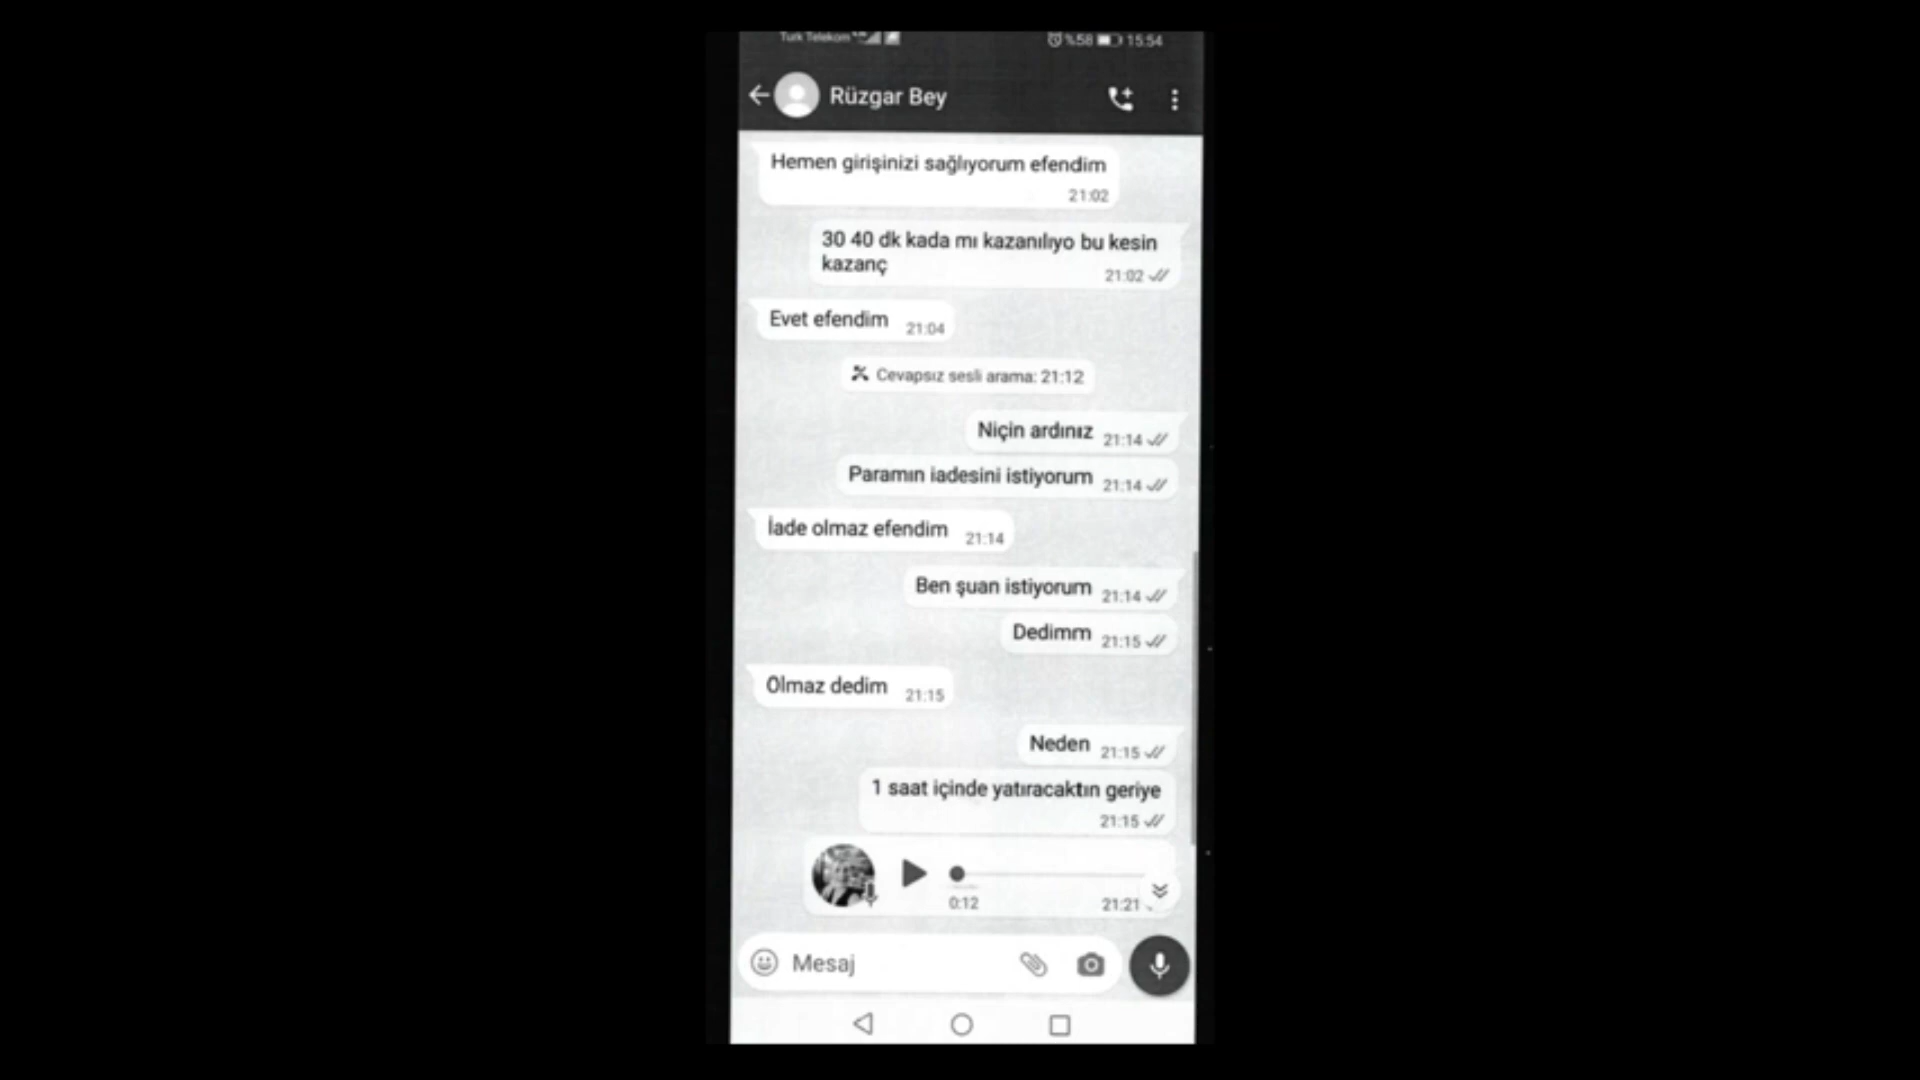 Turk Telekom
%58 15:54
Rüzgar Bey
Hemen girişinizi sağlıyorum efendim
21:02
30 40 dk kada mı kazanılıyo bu kesin
kazanç
21:02
Evet efendim 21:04
Cevapsız sesli arama: 21:12
Niçin ardınız 21:14
Paramın iadesini istiyorum 21:14
İade olmaz efendim 21:14
Ben şuan istiyorum 21:14
Dedimm 21:15
Olmaz dedim 21:15
Neden 21:15
1 saat içinde yatıracaktın geriye
21:15
0:12 21:21
Mesaj